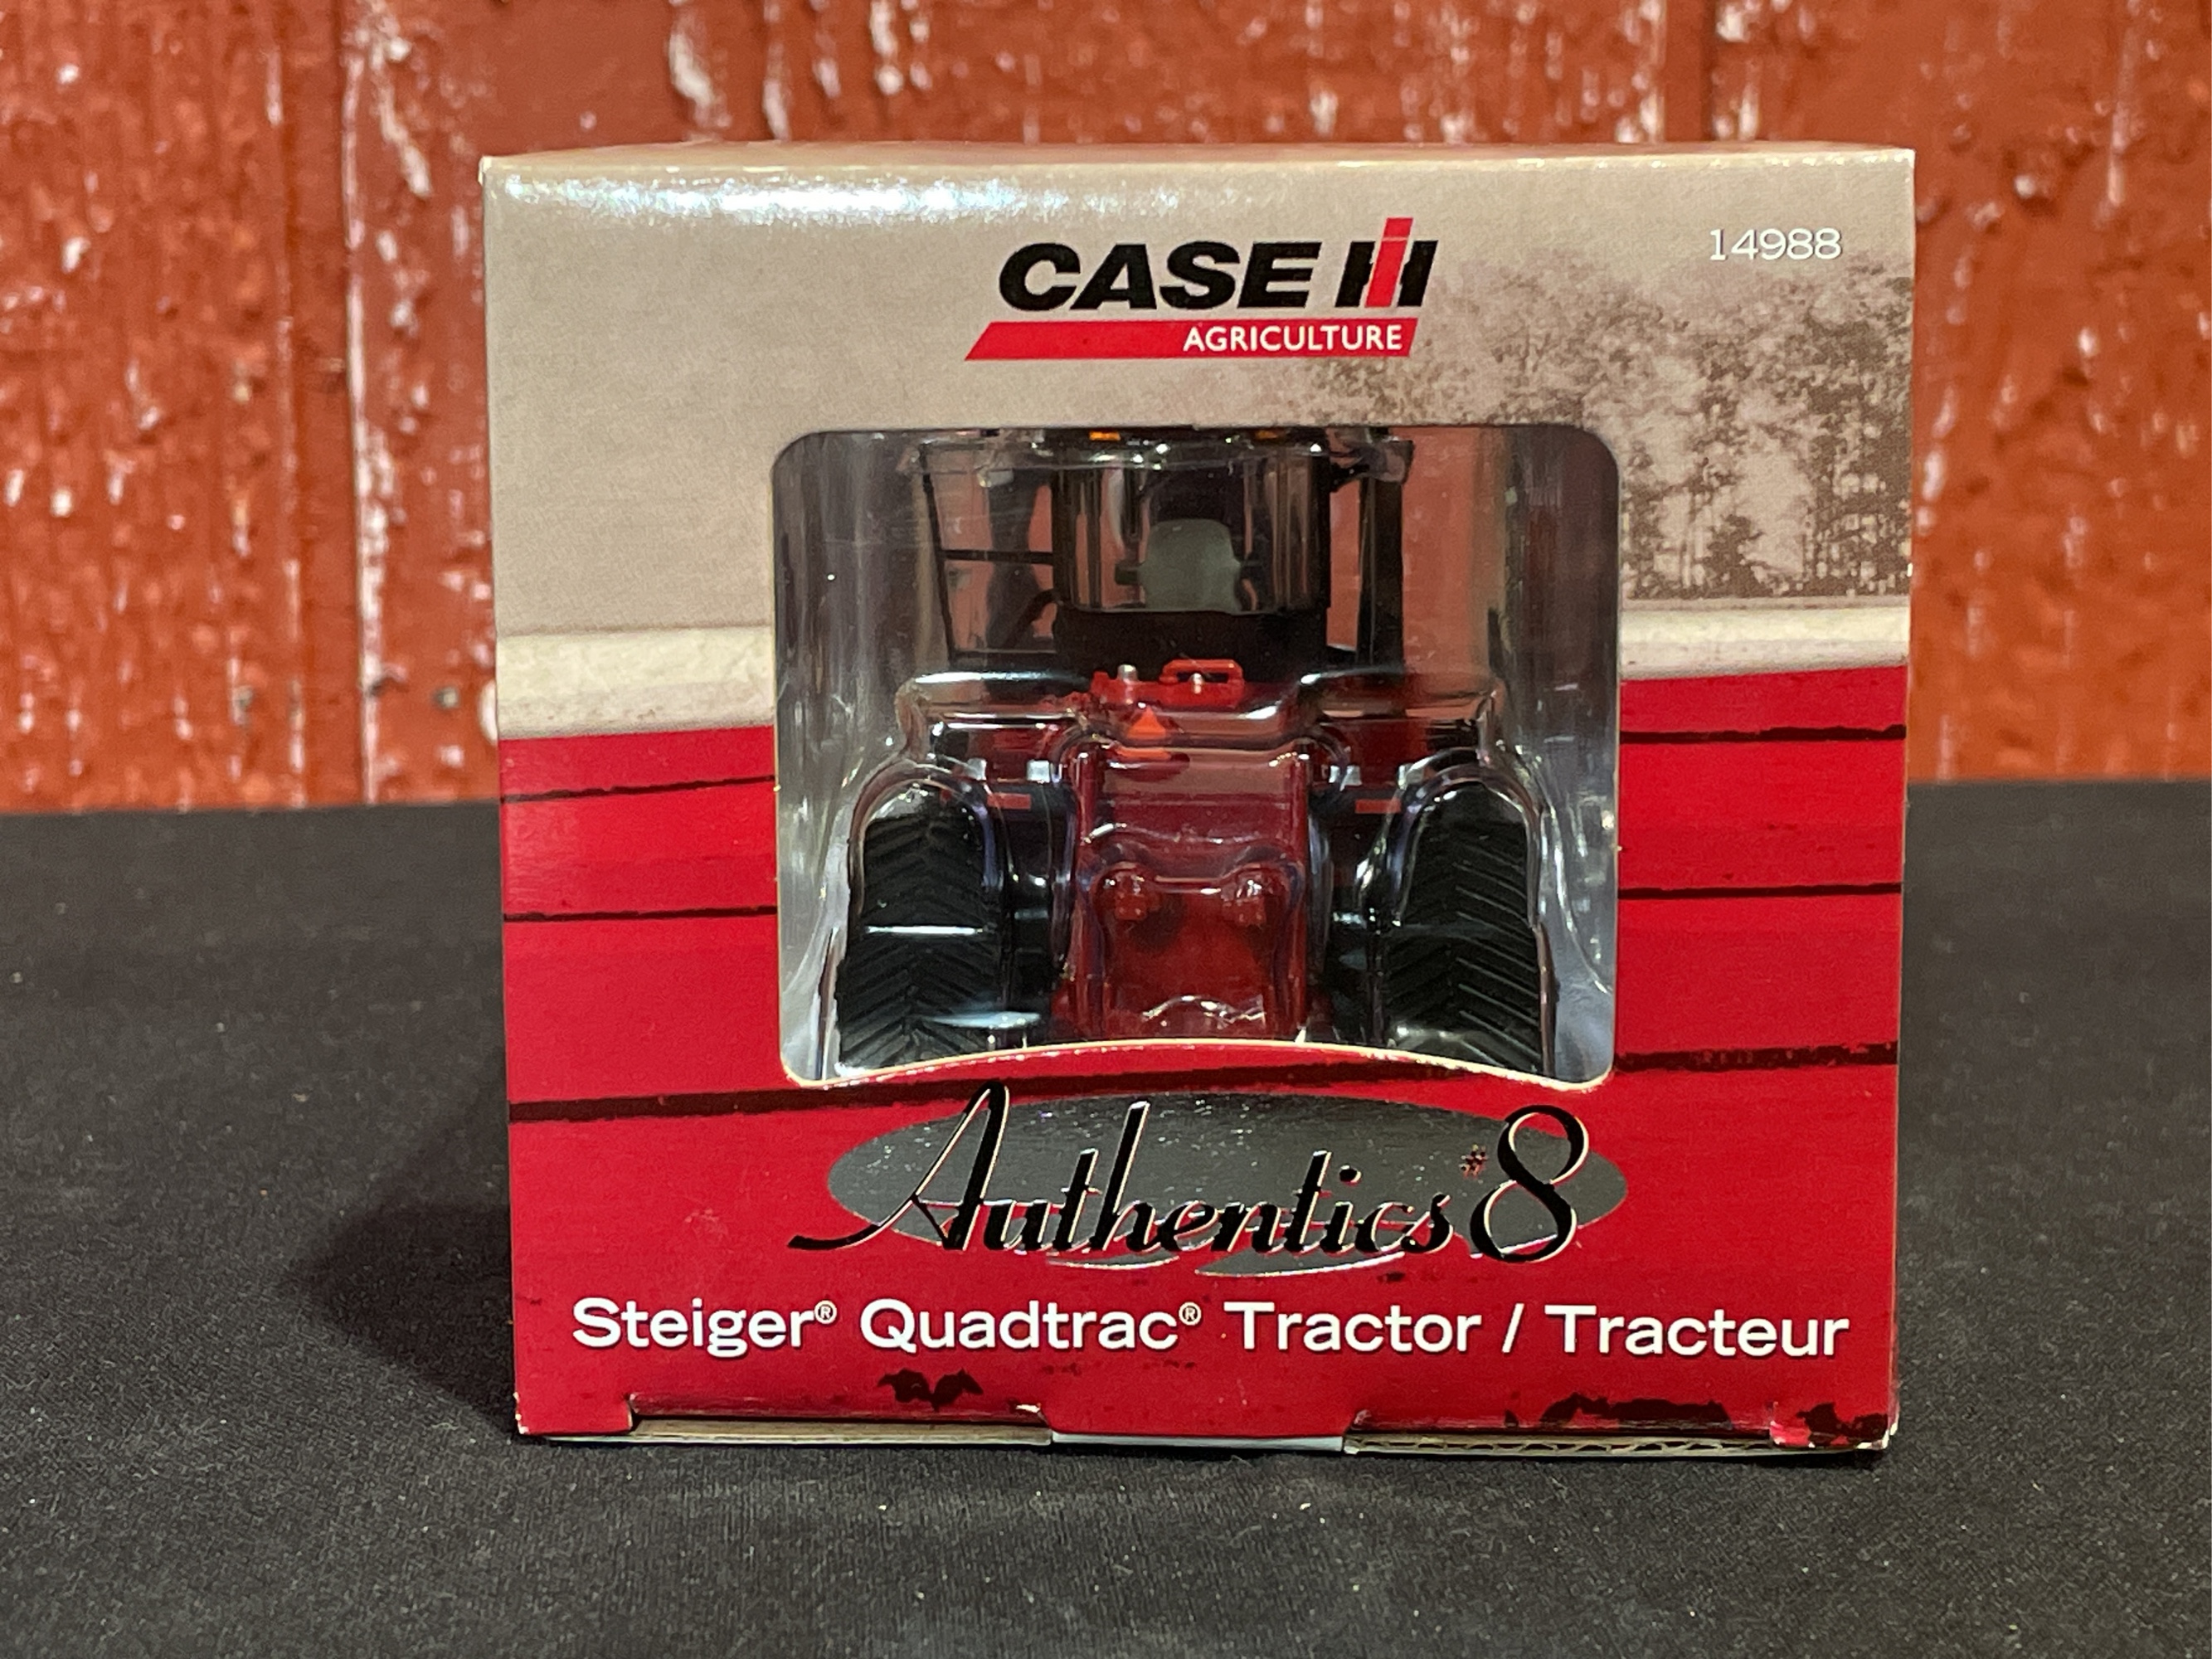 14988
CASE IH
AGRICULTURE
Authentics #8
Steiger® Quadtrac® Tractor / Tracteur